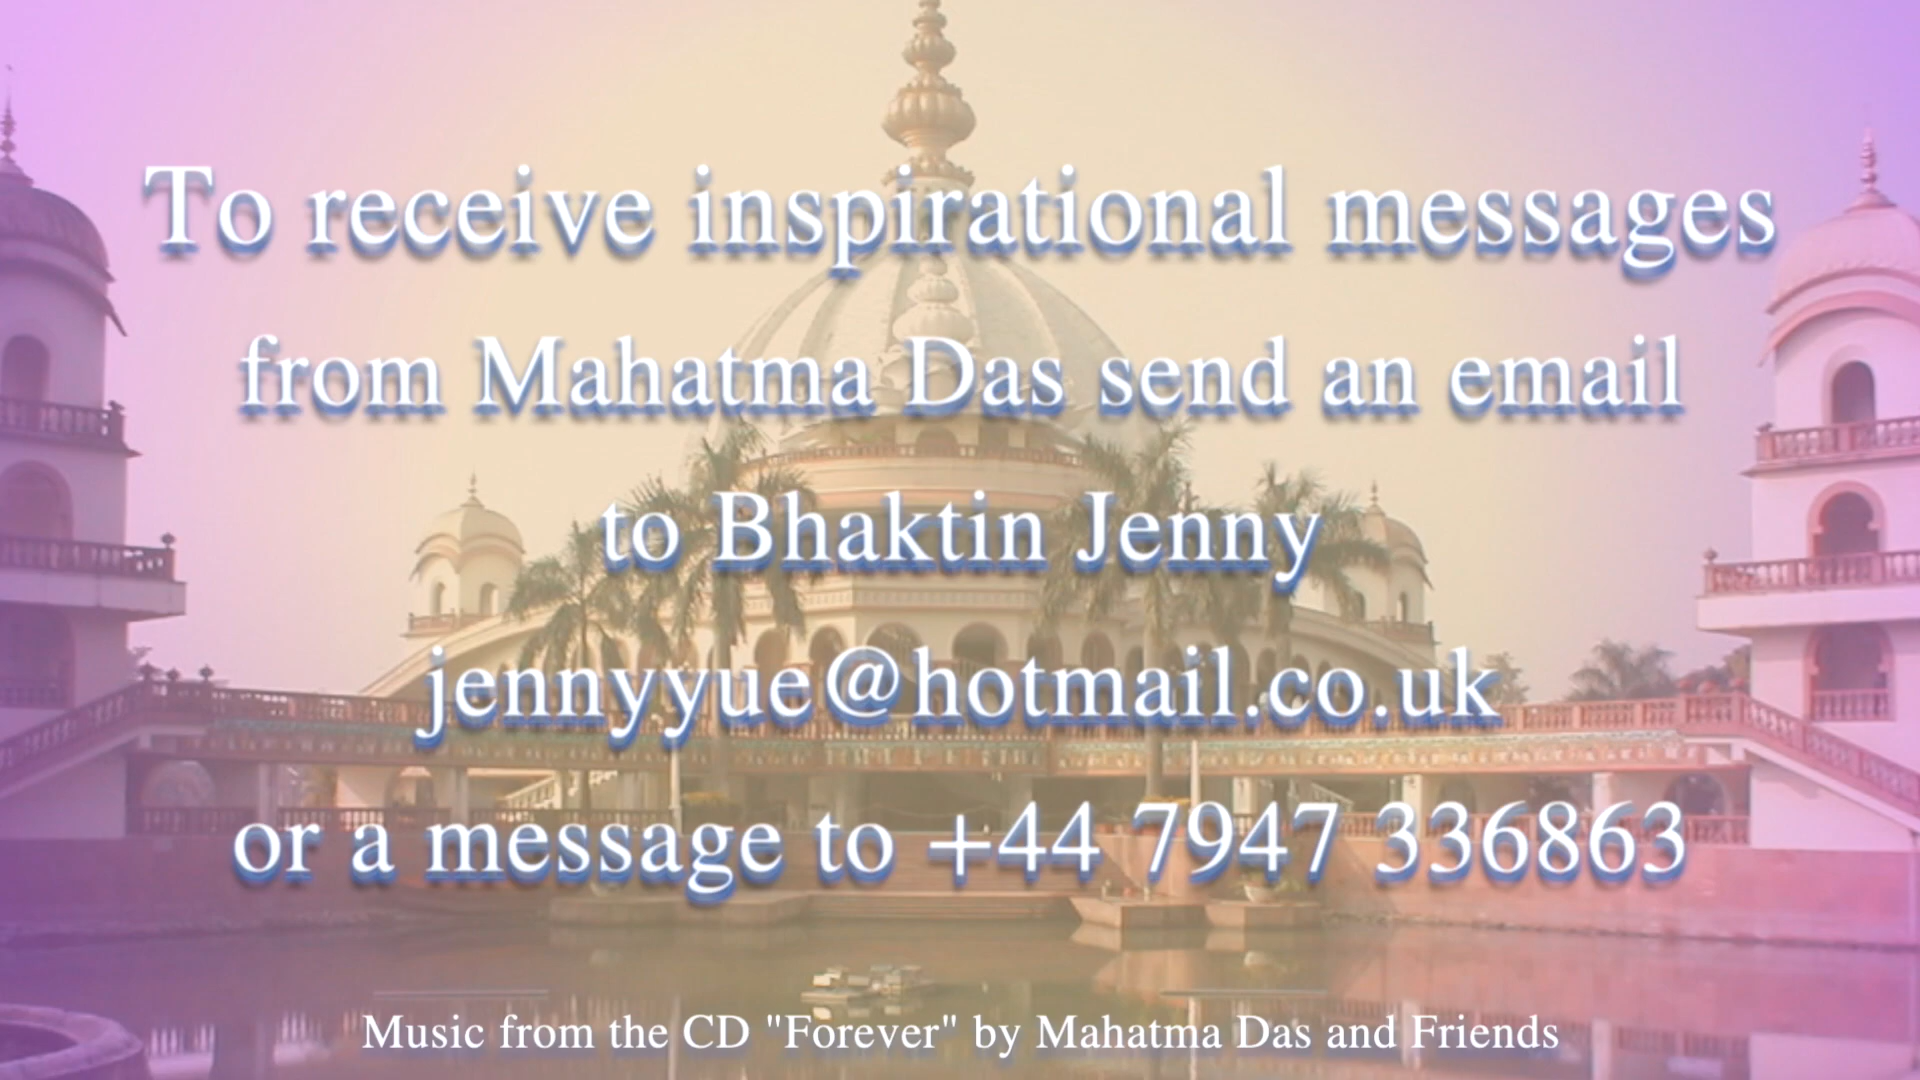 To receive inspirational messages
from Mahatma Das send an email
to Bhaktin Jenny
jennyyue@hotmail.co.uk
or a message to +44 7947 336863
Music from the CD "Forever" by Mahatma Das and Friends